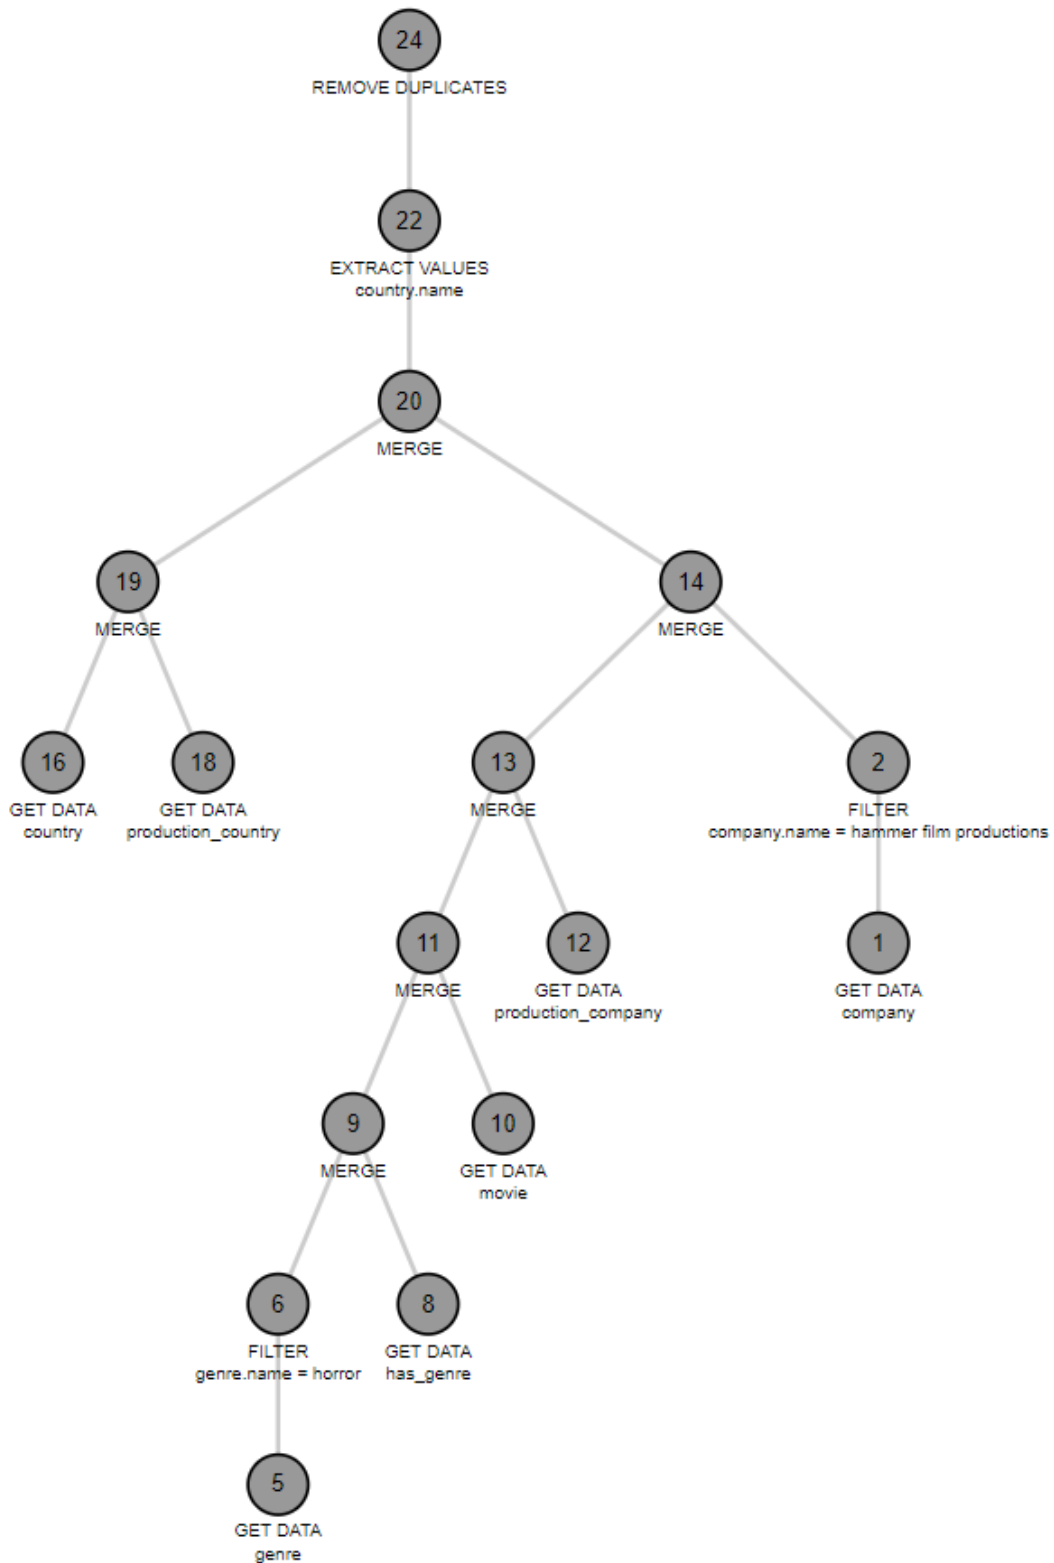 24
REMOVE DUPLICATES
22
EXTRACT VALUES
country.name
20
MERGE
19
MERGE
14
MERGE
16
GET DATA
country
18
GET DATA
production_country
13
MERGE
2
FILTER
company.name = hammer film productions
11
MERGE
12
GET DATA
production_company
1
GET DATA
company
9
MERGE
10
GET DATA
movie
6
FILTER
genre.name = horror
8
GET DATA
has_genre
5
GET DATA
genre